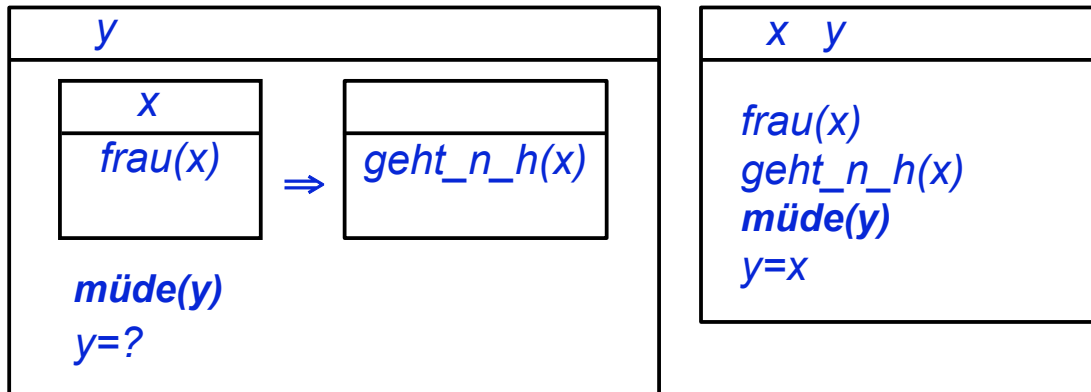 y
x
frau(x)
⇒
geht_n_h(x)
müde(y)
y=?
x y
frau(x)
geht_n_h(x)
müde(y)
y=x